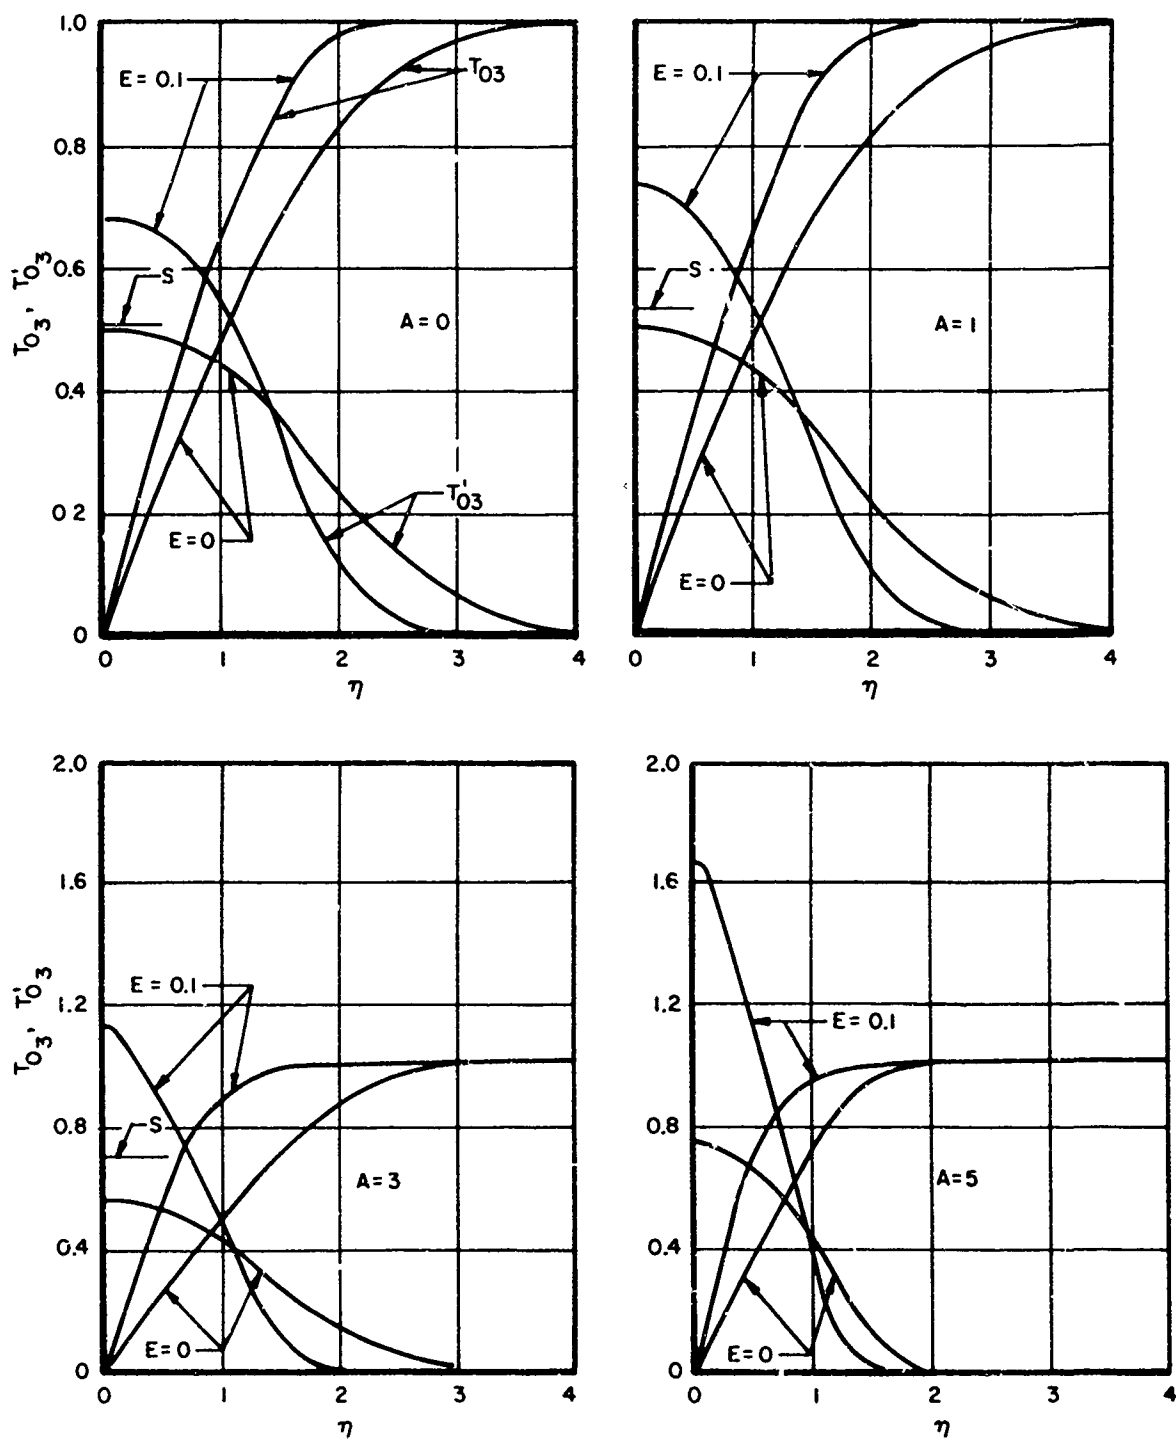 1.0
0.8
0.6
0.4
0 2
0
T03, T'03
E = 0.1
T03
S
A = 0
T'03
E = 0
0 1 2 3 4
η
E = 0.1
S
A = 1
E = 0
0 1 2 3 4
η
2.0
1.6
1.2
0.8
0.4
0
T03, T'03
E = 0.1
S
A = 3
E = 0
0 1 2 3 4
η
2.0
1.6
1.2
0.8
0.4
0
E = 0.1
A = 5
E = 0
0 1 2 3 4
η